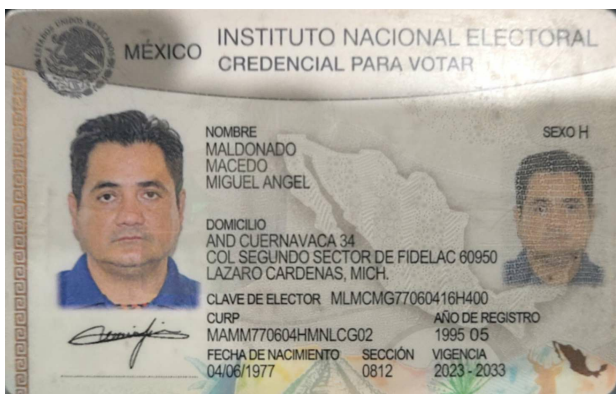 MÉXICO INSTITUTO NACIONAL ELECTORAL
CREDENCIAL PARA VOTAR
NOMBRE SEXO H
MALDONADO
MACEDO
MIGUEL ANGEL
DOMICILIO
AND CUERNAVACA 34
COL SEGUNDO SECTOR DE FIDELAC 60950
LAZARO CARDENAS, MICH.
CLAVE DE ELECTOR MLMCMG77060416H400
CURP AÑO DE REGISTRO
MAMM770604HMNLCG02 1995 05
FECHA DE NACIMIENTO SECCIÓN VIGENCIA
04/06/1977 0812 2023 - 2033